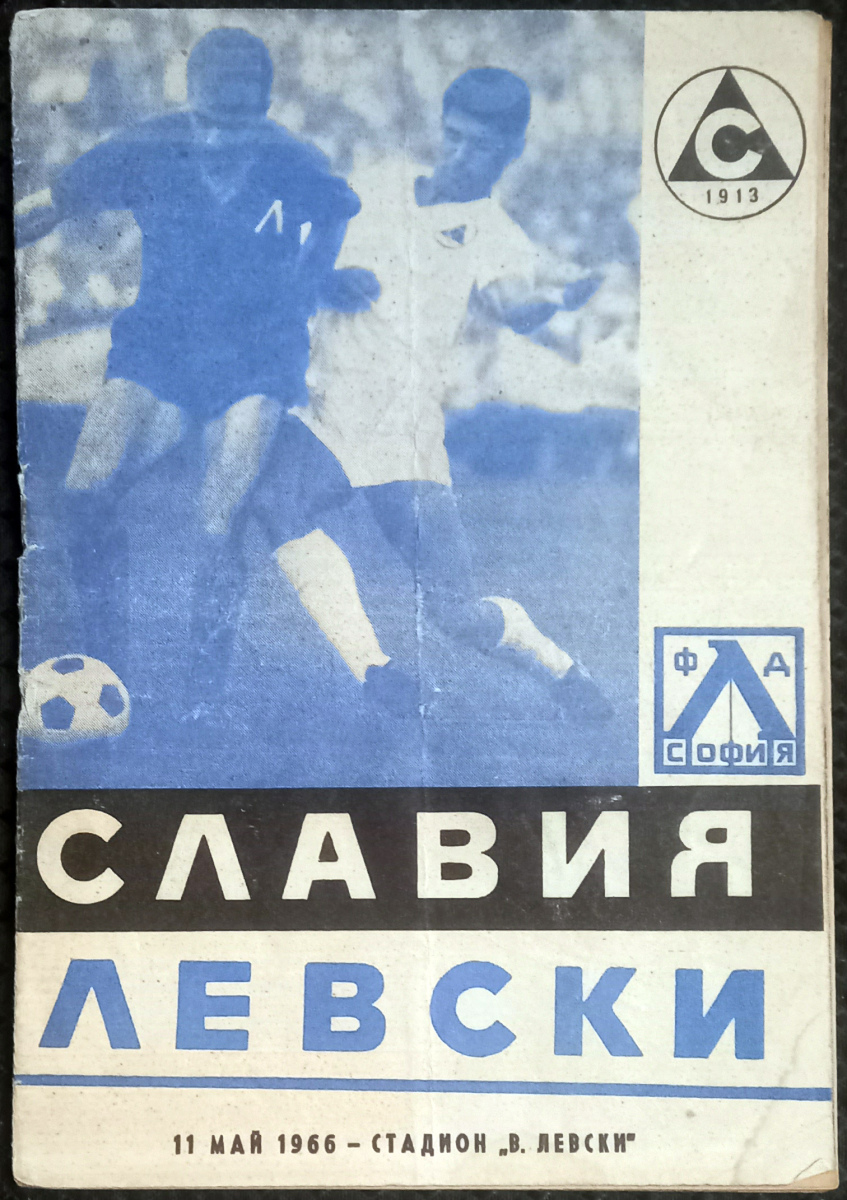 Л
С
1913
Ф Л Д
СОФИЯ
СЛАВИЯ
ЛЕВСКИ
11 МАЙ 1966 – СТАДИОН „В. ЛЕВСКИ"